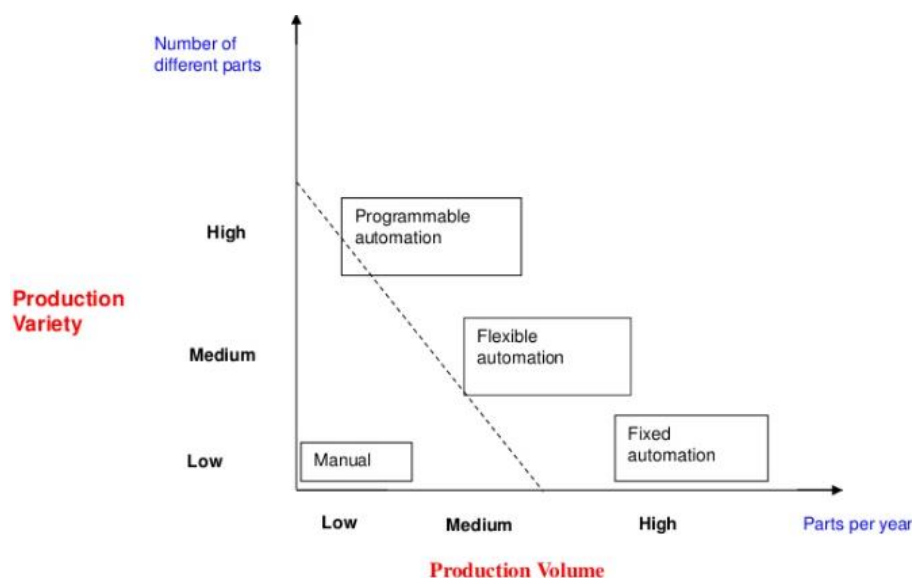 Number of
different parts
Programmable
automation
High
Production
Variety
Flexible
automation
Medium
Fixed
automation
Manual
Low
Low
Medium
High
Parts per year
Production Volume